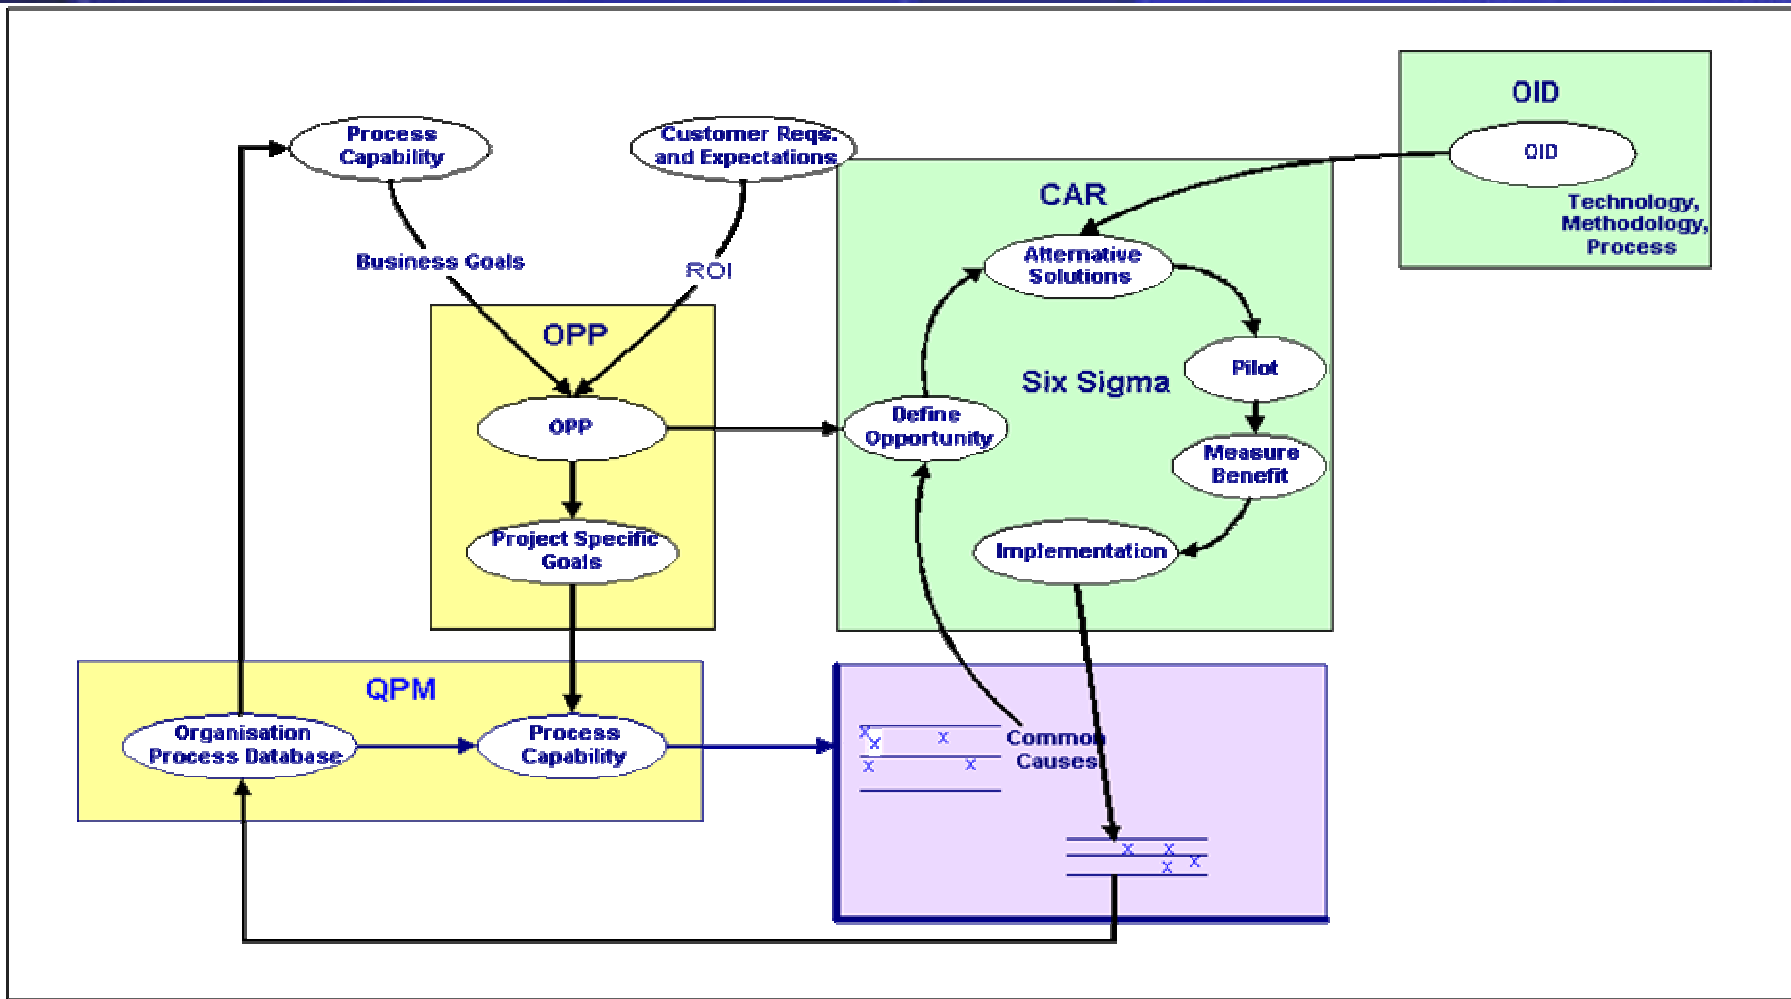 OID
OID
Technology,
Methodology,
Process
Process
Capability
Customer Reqs.
and Expectations
CAR
Alternative
Solutions
Business Goals
ROI
OPP
Six Sigma
Pilot
OPP
Define
Opportunity
Measure
Benefit
Project Specific
Goals
Implementation
QPM
Organisation
Process Database
Process
Capability
Common
Causes
x
x
x
x
x
x
x
x
x